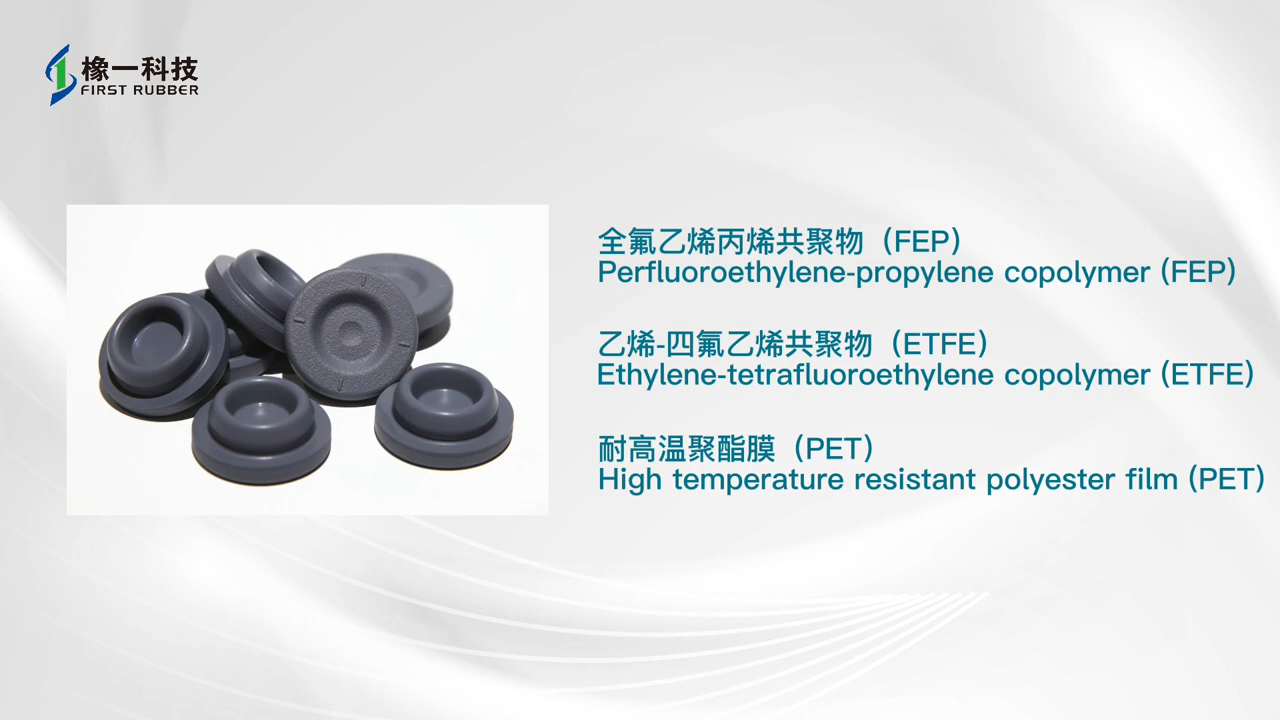 橡一科技
FIRST RUBBER
全氟乙烯丙烯共聚物（FEP）
Perfluoroethylene-propylene copolymer (FEP)
乙烯-四氟乙烯共聚物（ETFE）
Ethylene-tetrafluoroethylene copolymer (ETFE)
耐高温聚酯膜（PET）
High temperature resistant polyester film (PET)